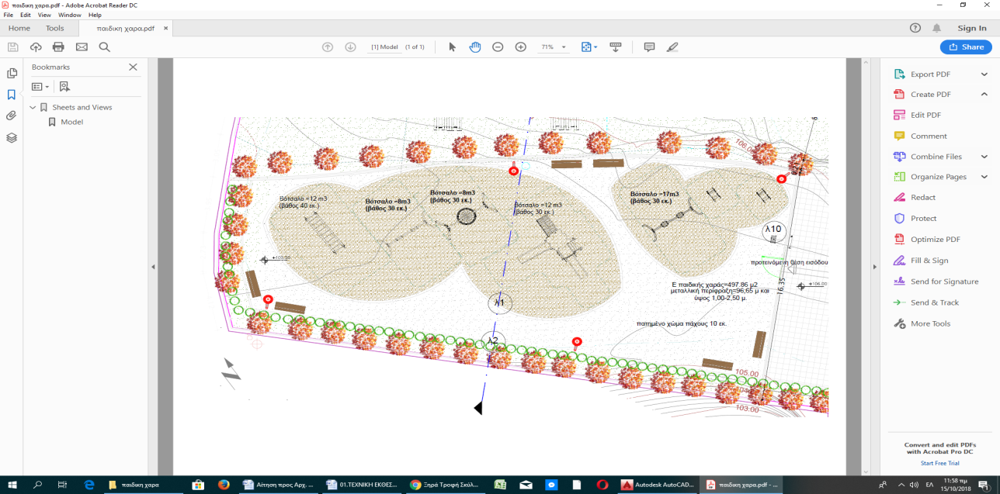 παιδικη χαρα.pdf - Adobe Acrobat Reader DC
File Edit View Window Help
Home Tools παιδικη χαρα.pdf × Sign In
[1] Model (1 of 1) 71% Share
Bookmarks
Sheets and Views
Model
Export PDF
Create PDF
Edit PDF
Comment
Combine Files
Organize Pages
Redact
Protect
Optimize PDF
Fill & Sign
Send for Signature
Send & Track
More Tools
Convert and edit PDFs
with Acrobat Pro DC
Start Free Trial
106.00
Βότσαλο =12 m3
(βάθος 40 εκ.)
Βότσαλο =8m3
(βάθος 30 εκ.)
Βότσαλο =8m3
(βάθος 30 εκ.)
Βότσαλο =12 m3
(βάθος 30 εκ.)
Βότσαλο =17m3
(βάθος 30 εκ.)
λ10
+105.50
προτεινόμενη θέση εισόδου
Ε παιδικής χαράς=497.86 μ2
μεταλλική περίφραξη=96,65 μ και
ύψος 1,00-2,50 μ.
16.35
+106.00
λ1
πατημένο χώμα πάχους 10 εκ.
λ2
105.00
103.00
παιδικη χαρα
Αίτηση προς Αρχ. ...
01.ΤΕΧΝΙΚΗ ΕΚΘΕΣ...
Ξηρά Τροφή Σκύλ...
Autodesk AutoCAD...
παιδικη χαρα.pdf - ...
ΕΛ
11:58 πμ
15/10/2018